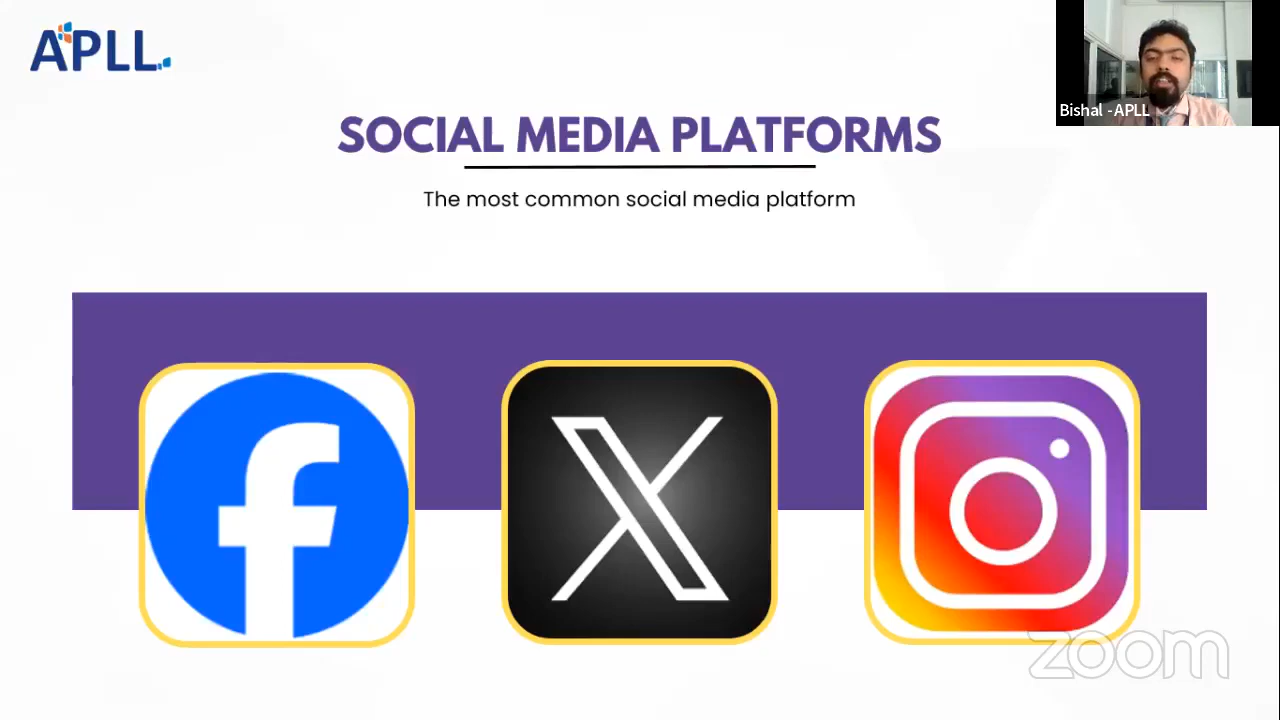 APLL
Bishal -APLL
SOCIAL MEDIA PLATFORMS
The most common social media platform
zoom